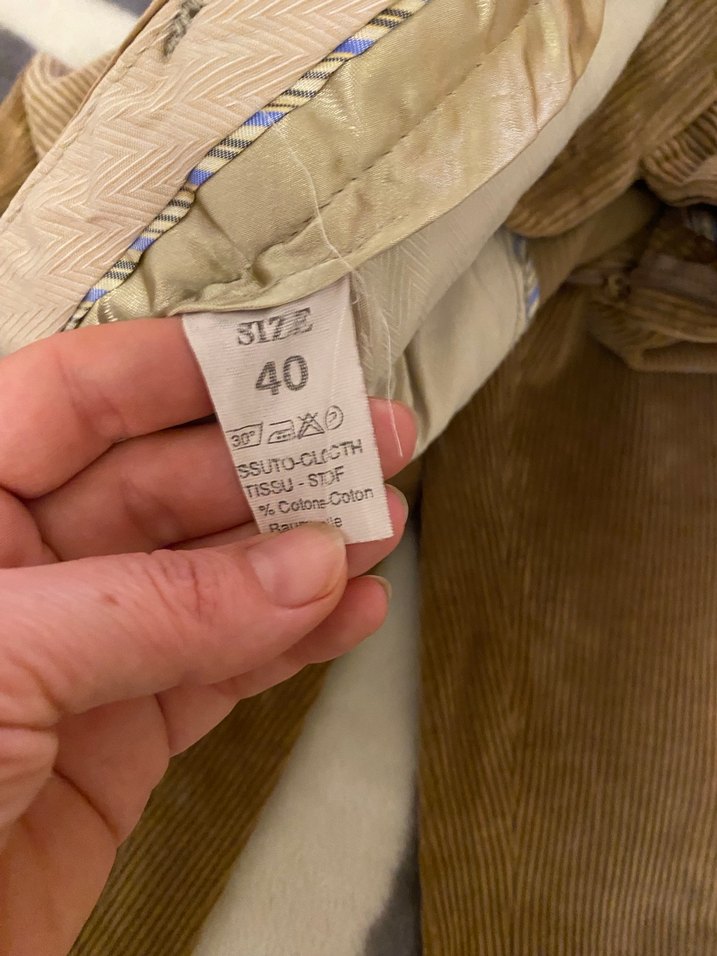 SIZE
40
30°
SSUTO-CLOTH
TISSU - STOF
% Cotone-Coton